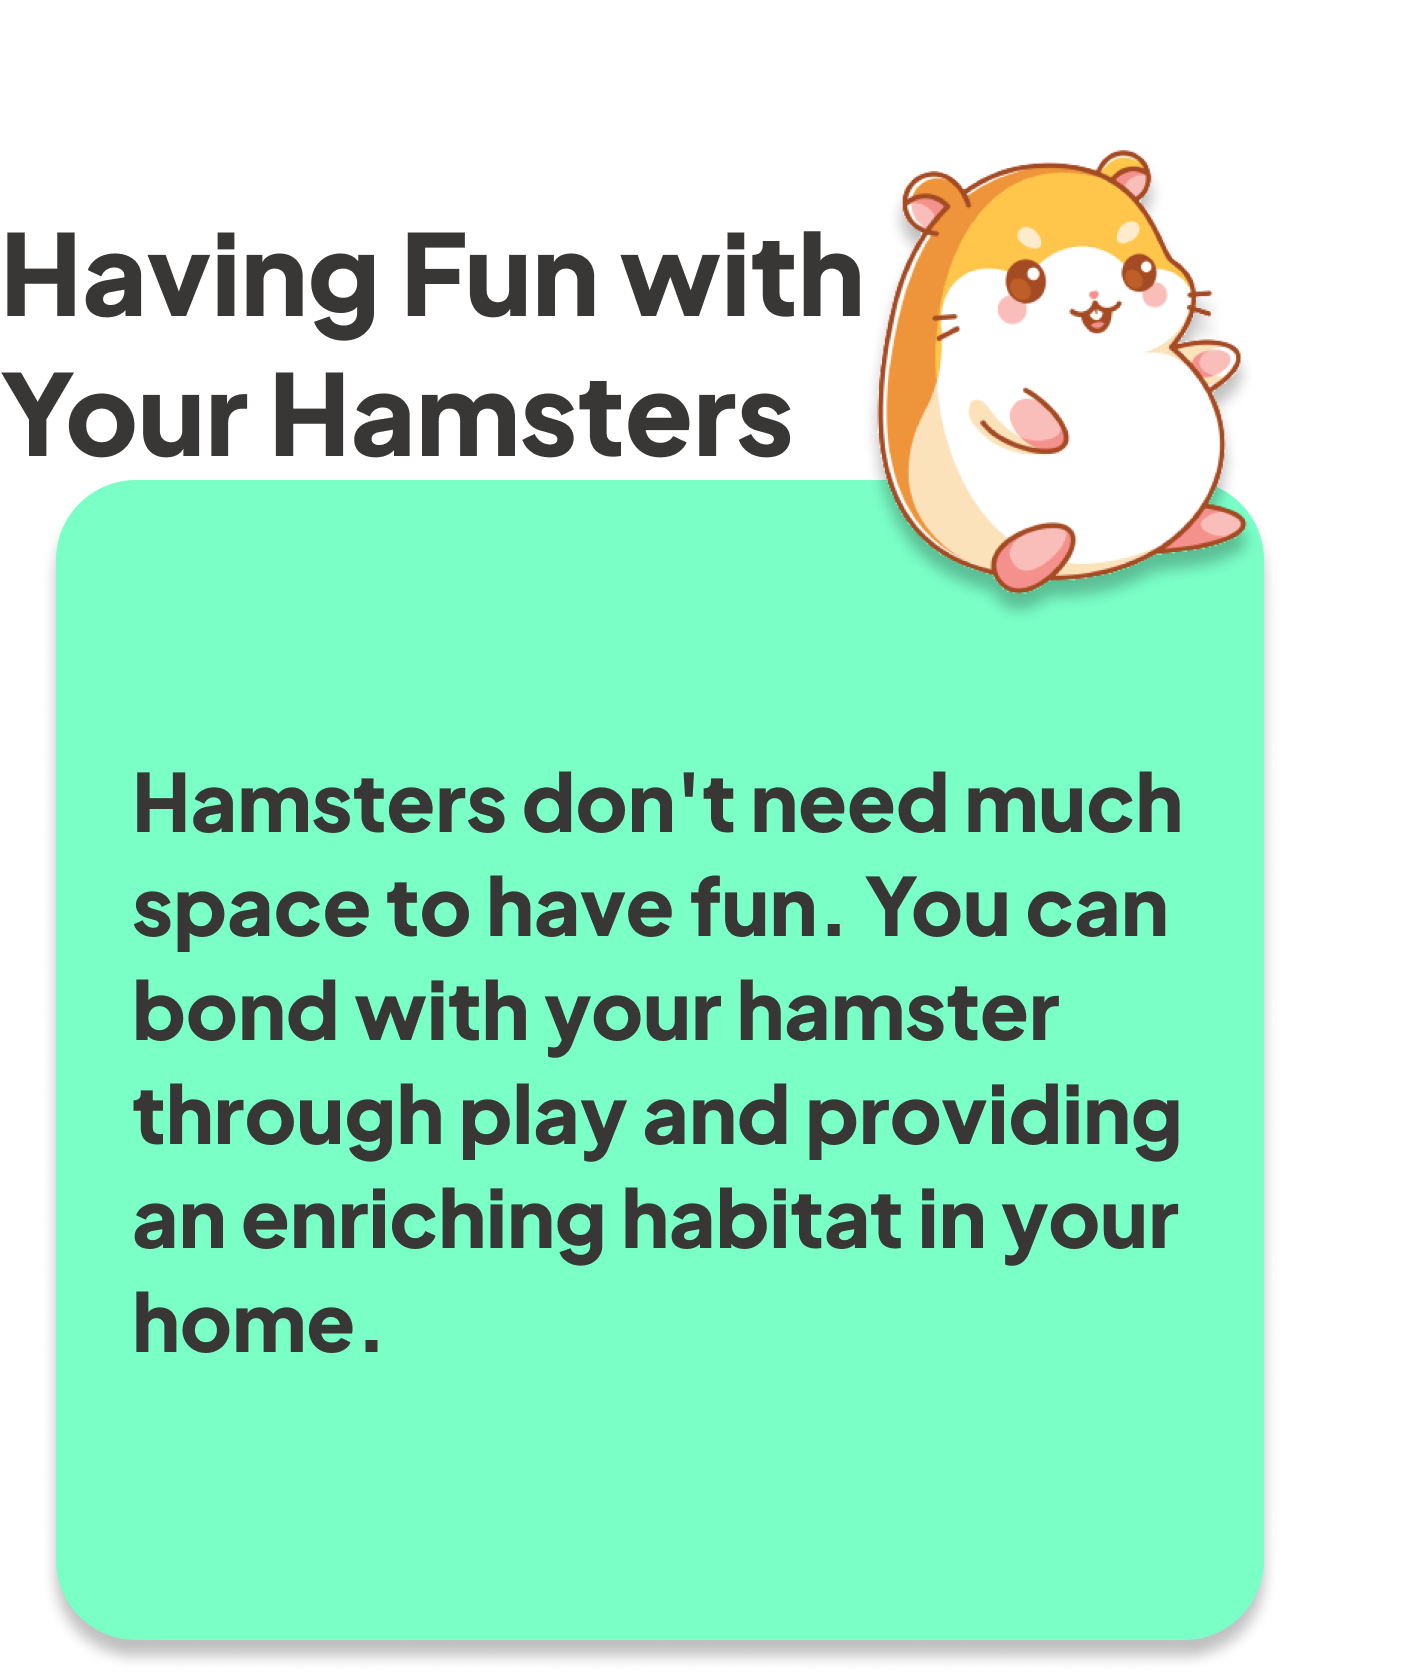 Having Fun with
Your Hamsters
Hamsters don't need much
space to have fun. You can
bond with your hamster
through play and providing
an enriching habitat in your
home.